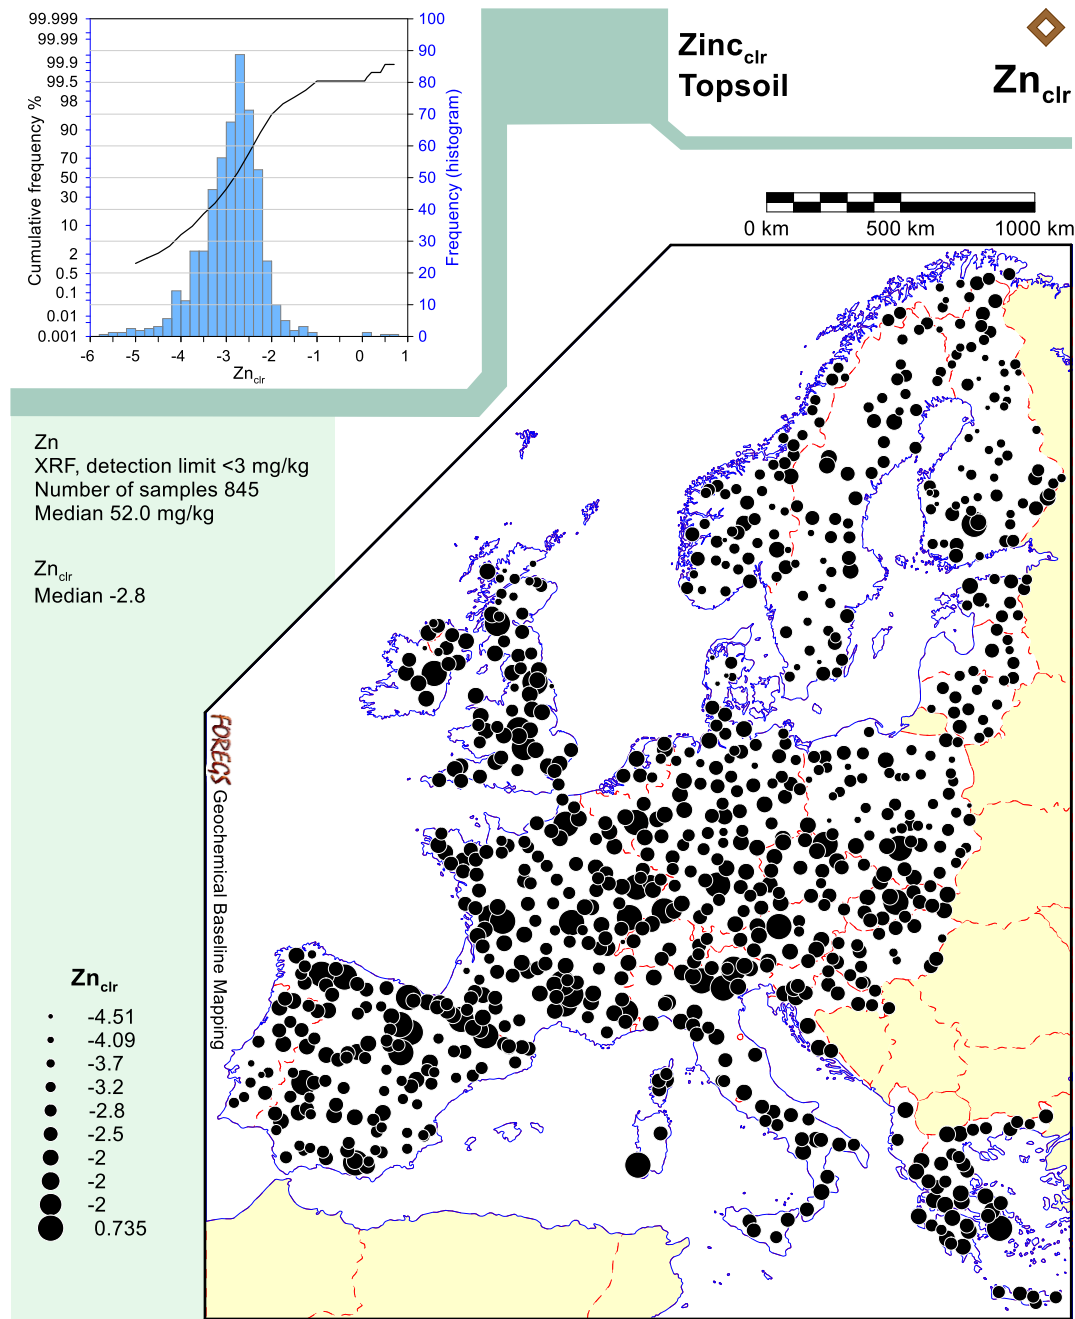 99.999
99.99
99.9
99.5
98
90
70
50
30
10
2
0.5
0.1
0.01
0.001
Cumulative frequency %
100
90
80
70
60
50
40
30
20
10
0
Frequency (histogram)
-6 -5 -4 -3 -2 -1 0 1
Znclr
Zincclr
Topsoil
Znclr
0 km 500 km 1000 km
Zn
XRF, detection limit <3 mg/kg
Number of samples 845
Median 52.0 mg/kg
Znclr
Median -2.8
FOREGS Geochemical Baseline Mapping
Znclr
-4.51
-4.09
-3.7
-3.2
-2.8
-2.5
-2
-2
-2
0.735